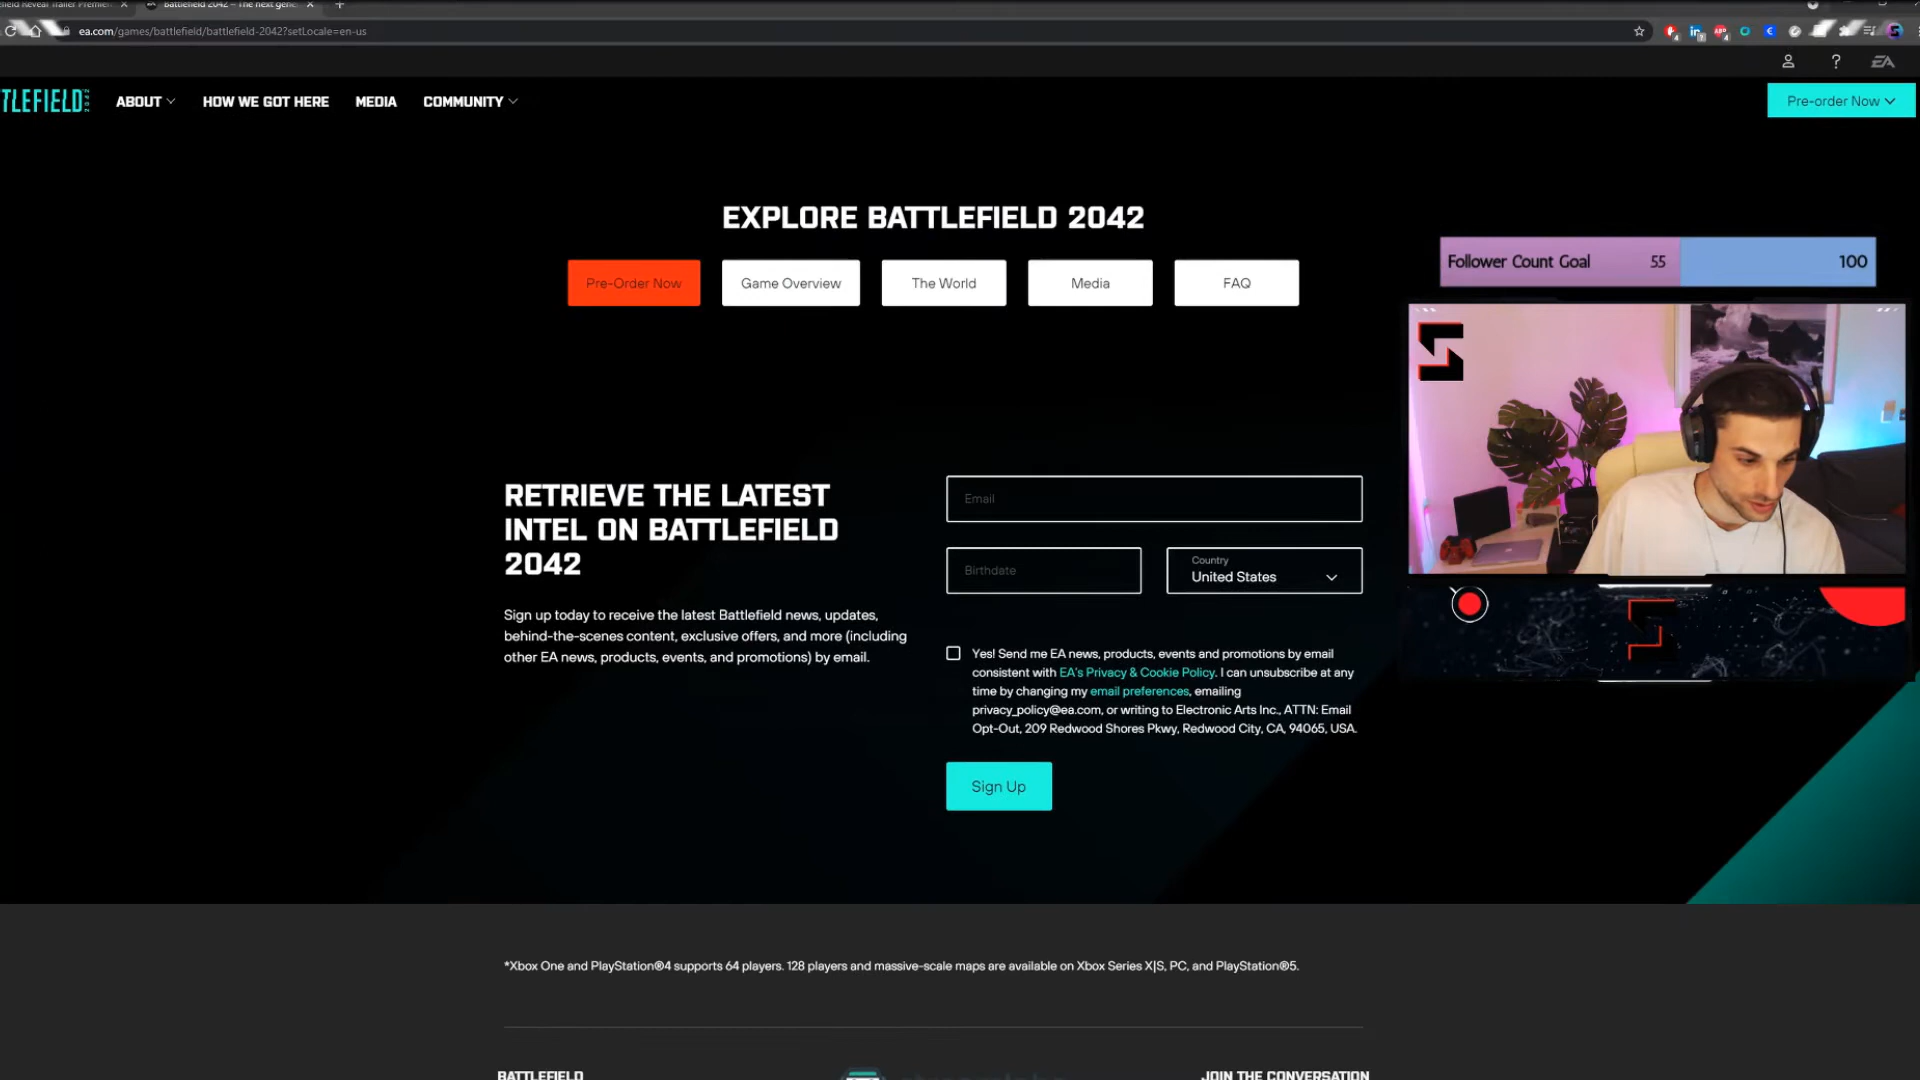 Battlefield 2042 – The next gene
ea.com/games/battlefield/battlefield-2042?setLocale=en-us
EA
TLEFIELD 2042
ABOUT
HOW WE GOT HERE
MEDIA
COMMUNITY
Pre-order Now
EXPLORE BATTLEFIELD 2042
Pre-Order Now
Game Overview
The World
Media
FAQ
Follower Count Goal 55 100
RETRIEVE THE LATEST
INTEL ON BATTLEFIELD
2042
Sign up today to receive the latest Battlefield news, updates,
behind-the-scenes content, exclusive offers, and more (including
other EA news, products, events, and promotions) by email.
Email
Birthdate
Country
United States
Yes! Send me EA news, products, events and promotions by email
consistent with EA's Privacy & Cookie Policy. I can unsubscribe at any
time by changing my email preferences, emailing
privacy_policy@ea.com, or writing to Electronic Arts Inc., ATTN: Email
Opt-Out, 209 Redwood Shores Pkwy, Redwood City, CA, 94065, USA.
Sign Up
*Xbox One and PlayStation®4 supports 64 players. 128 players and massive-scale maps are available on Xbox Series X|S, PC, and PlayStation®5.
BATTLEFIELD
JOIN THE CONVERSATION